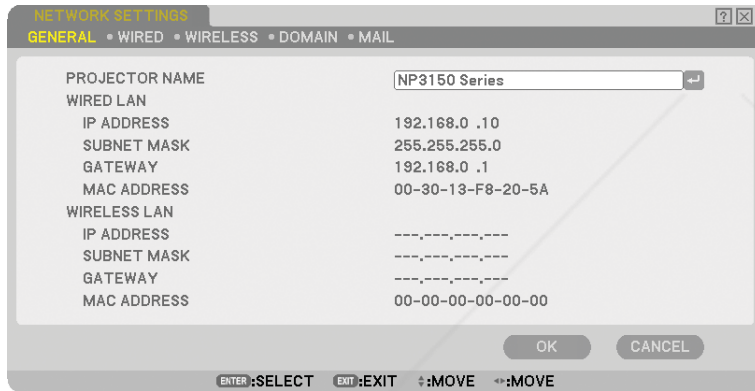 NETWORK SETTINGS
?
GENERAL • WIRED • WIRELESS • DOMAIN • MAIL
PROJECTOR NAME NP3150 Series
WIRED LAN
IP ADDRESS 192.168.0 .10
SUBNET MASK 255.255.255.0
GATEWAY 192.168.0 .1
MAC ADDRESS 00-30-13-F8-20-5A
WIRELESS LAN
IP ADDRESS ---.---.---.---
SUBNET MASK ---.---.---.---
GATEWAY ---.---.---.---
MAC ADDRESS 00-00-00-00-00-00
OK CANCEL
ENTER :SELECT EXIT :EXIT :MOVE :MOVE